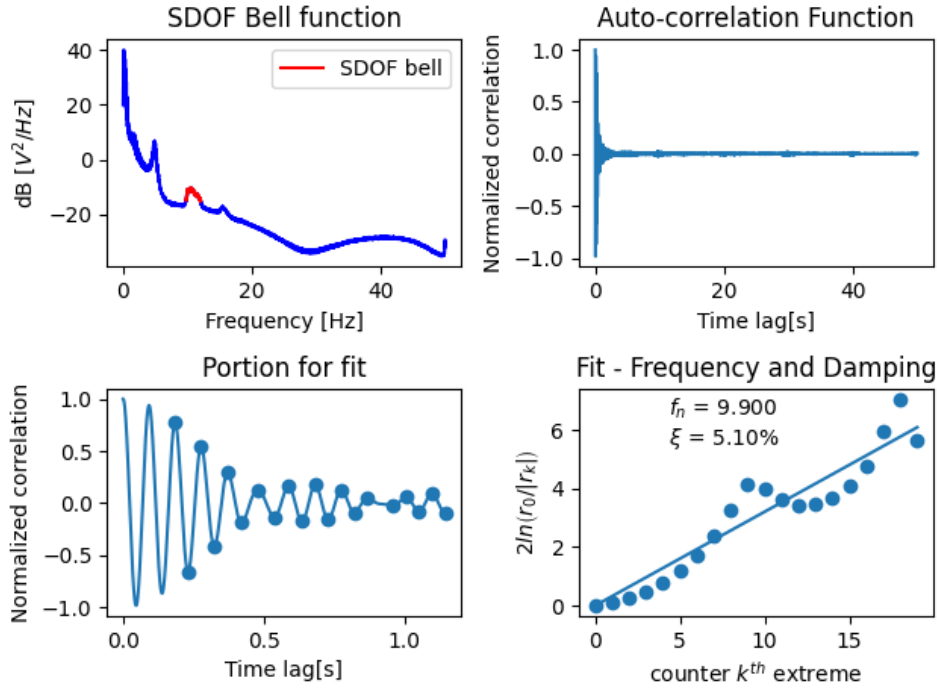 SDOF Bell function
Auto-correlation Function
40
20
0
−20
dB [V²/Hz]
SDOF bell
0
20
40
Frequency [Hz]
1.0
0.5
0.0
−0.5
−1.0
Normalized correlation
0
20
40
Time lag[s]
Portion for fit
Fit - Frequency and Damping
1.0
0.5
0.0
−0.5
−1.0
Normalized correlation
0.0
0.5
1.0
Time lag[s]
fₙ = 9.900
ξ = 5.10%
6
4
2
0
2ln(r₀/|rₖ|)
0
5
10
15
counter kᵗʰ extreme